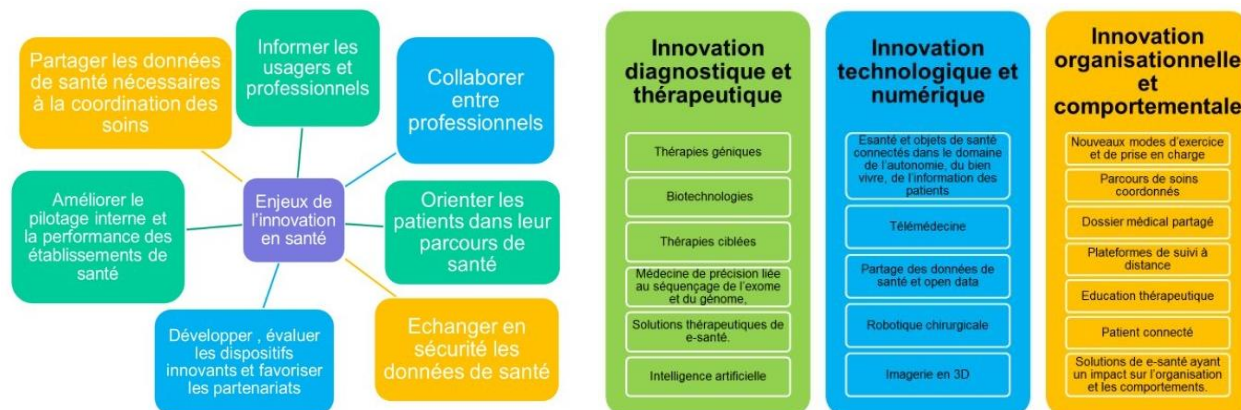 Partager les données
de santé nécessaires
à la coordination des
soins
Informer les
usagers et
professionnels
Collaborer
entre
professionnels
Améliorer le
pilotage interne et
la performance des
établissements de
santé
Enjeux de
l'innovation
en santé
Orienter les
patients dans leur
parcours de
santé
Développer , évaluer
les dispositifs
innovants et favoriser
les partenariats
Echanger en
sécurité les
données de santé
Innovation
diagnostique et
thérapeutique
Thérapies géniques
Biotechnologies
Thérapies ciblées
Médecine de précision liée
au séquençage de l'exome
et du génome,
Solutions thérapeutiques de
e-santé.
Intelligence artificielle
Innovation
technologique et
numérique
Esanté et objets de santé
connectés dans le domaine
de l'autonomie, du bien
vivre, de l'information des
patients
Télémédecine
Partage des données de
santé et open data
Robotique chirurgicale
Imagerie en 3D
Innovation
organisationnelle
et
comportementale
Nouveaux modes d'exercice
et de prise en charge
Parcours de soins
coordonnés
Dossier médical partagé
Plateformes de suivi à
distance
Education thérapeutique
Patient connecté
Solutions de e-santé ayant
un impact sur l'organisation
et les comportements.